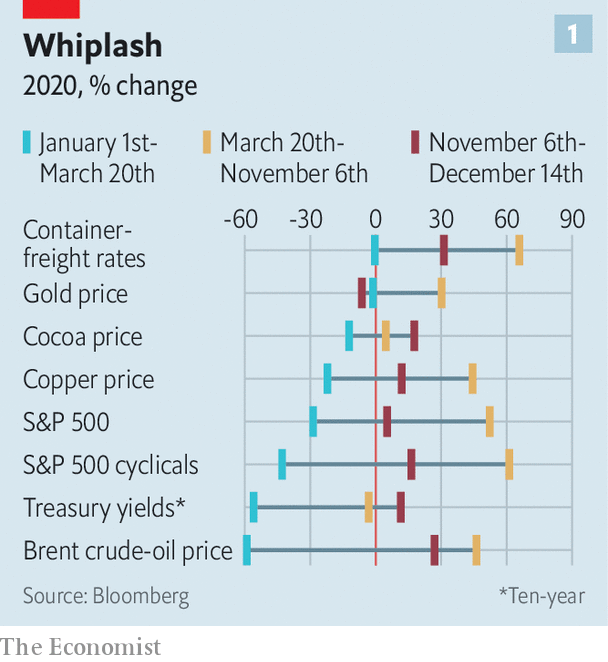 Whiplash
1
2020, % change
January 1st-
March 20th
March 20th-
November 6th
November 6th-
December 14th
-60 -30 0 30 60 90
Container-
freight rates
Gold price
Cocoa price
Copper price
S&P 500
S&P 500 cyclicals
Treasury yields*
Brent crude-oil price
Source: Bloomberg
*Ten-year
The Economist